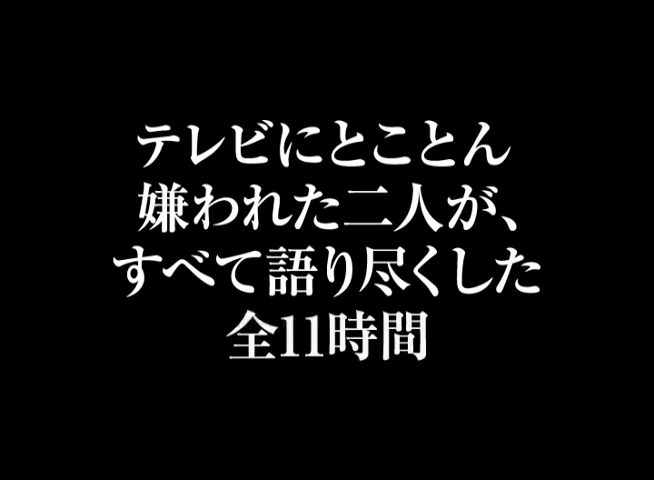 テレビにとことん
嫌われた二人が、
すべて語り尽くした
全11時間